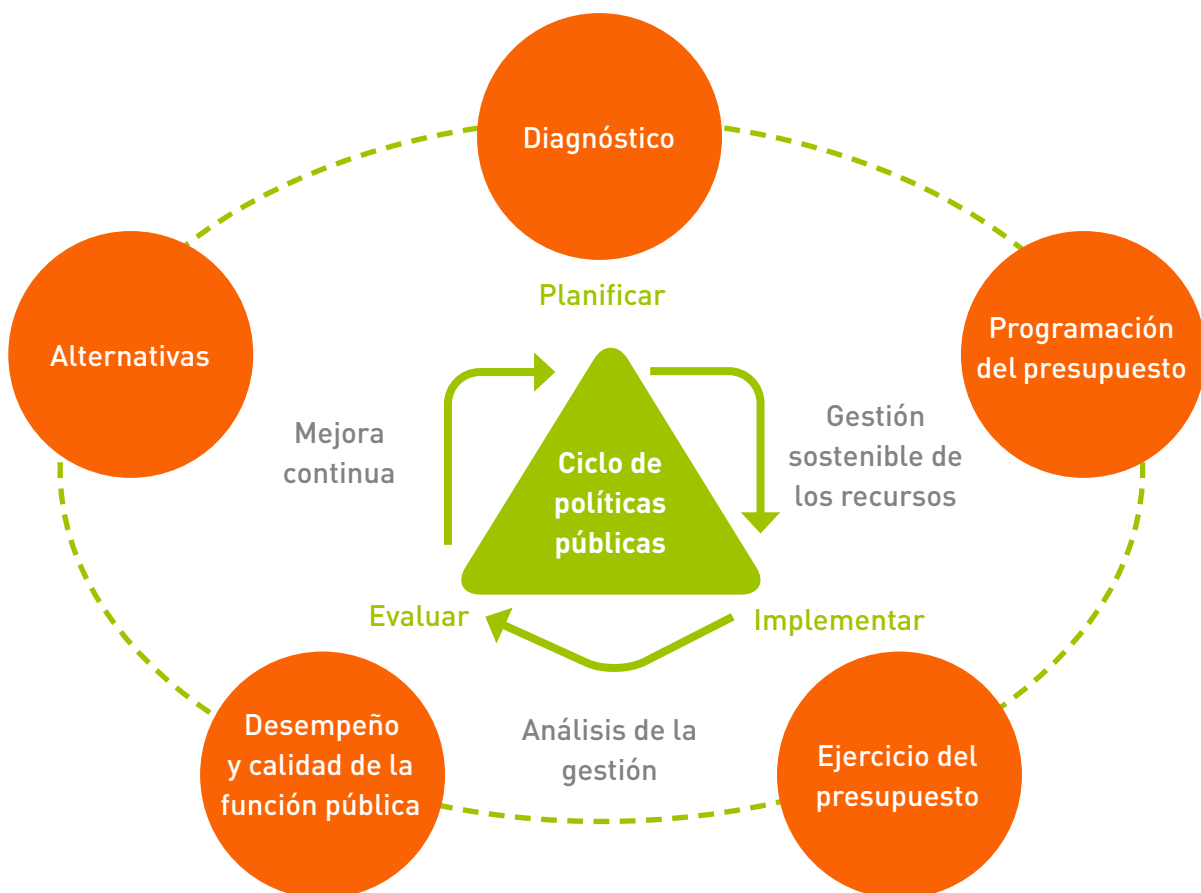 Diagnóstico
Planificar
Alternativas
Programación
del presupuesto
Mejora
continua
Ciclo de
políticas
públicas
Gestión
sostenible de
los recursos
Evaluar
Implementar
Desempeño
y calidad de la
función pública
Análisis de la
gestión
Ejercicio del
presupuesto